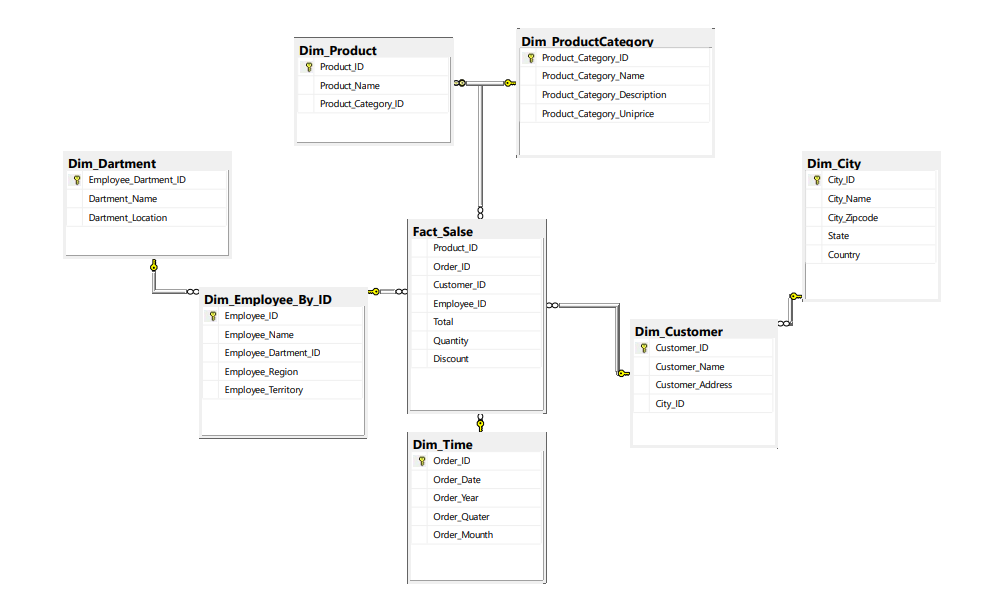 Dim_Product
Product_ID
Product_Name
Product_Category_ID
Dim_ProductCategory
Product_Category_ID
Product_Category_Name
Product_Category_Description
Product_Category_Uniprice
Dim_Dartment
Employee_Dartment_ID
Dartment_Name
Dartment_Location
Dim_City
City_ID
City_Name
City_Zipcode
State
Country
Fact_Salse
Product_ID
Order_ID
Customer_ID
Employee_ID
Total
Quantity
Discount
Dim_Employee_By_ID
Employee_ID
Employee_Name
Employee_Dartment_ID
Employee_Region
Employee_Territory
Dim_Customer
Customer_ID
Customer_Name
Customer_Address
City_ID
Dim_Time
Order_ID
Order_Date
Order_Year
Order_Quater
Order_Mounth